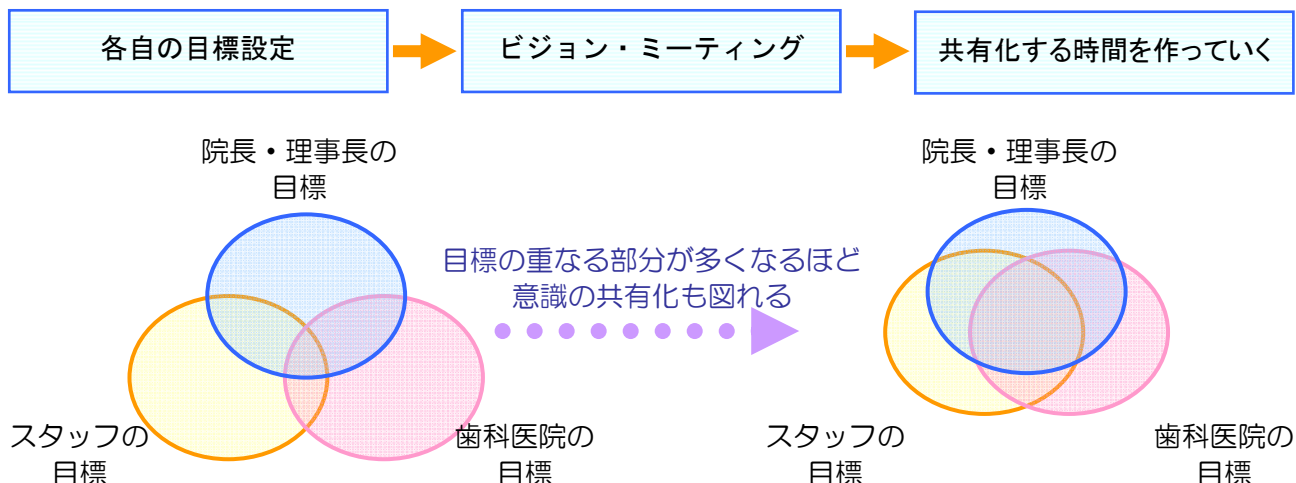 各自の目標設定
ビジョン・ミーティング
共有化する時間を作っていく
院長・理事長の
目標
院長・理事長の
目標
目標の重なる部分が多くなるほど
意識の共有化も図れる
スタッフの
目標
歯科医院の
目標
スタッフの
目標
歯科医院の
目標